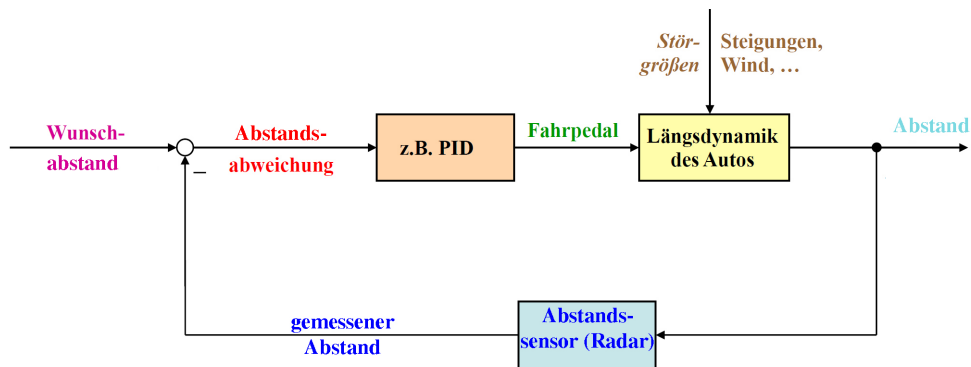 Stör-
größen
Steigungen,
Wind, …
Wunsch-
abstand
–
Abstands-
abweichung
z.B. PID
Fahrpedal
Längsdynamik
des Autos
Abstand
gemessener
Abstand
Abstands-
sensor (Radar)